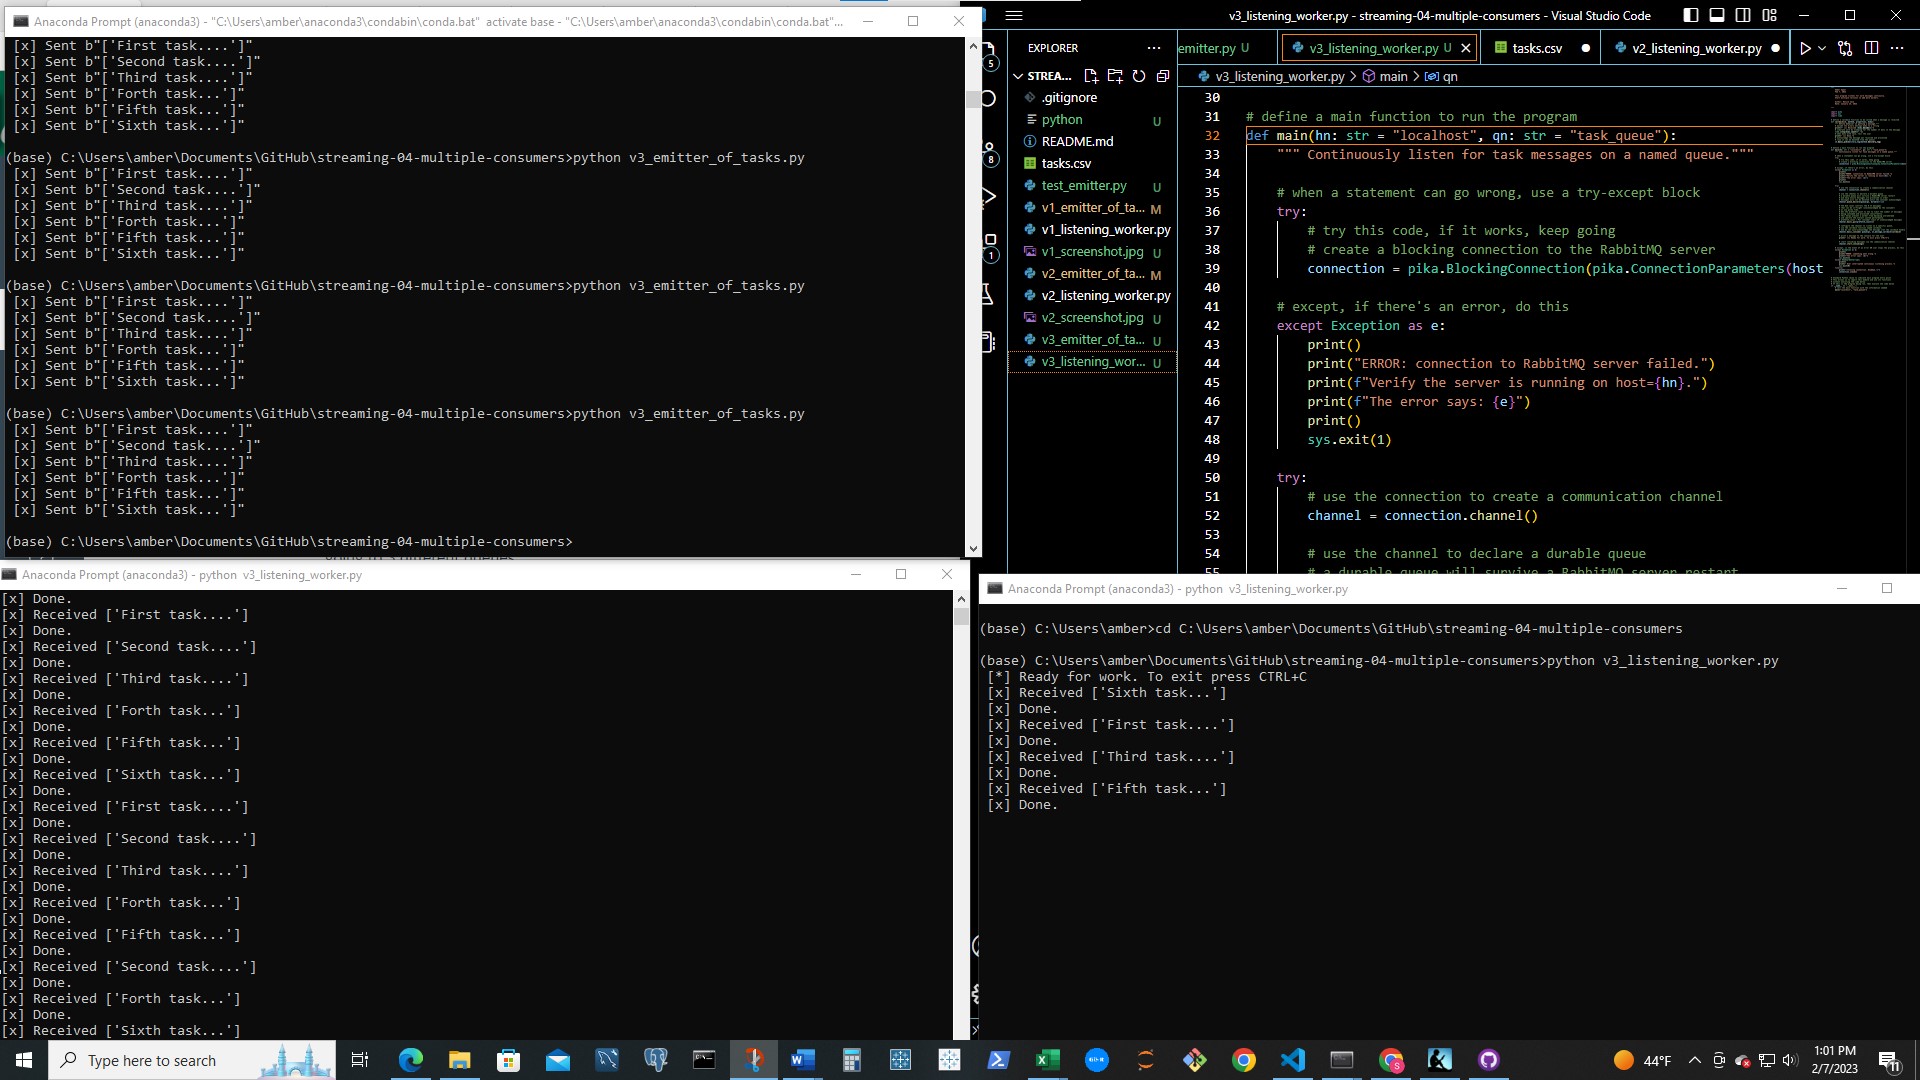 Anaconda Prompt (anaconda3) - "C:\Users\amber\anaconda3\condabin\conda.bat"  activate base - "C:\Users\amber\anaconda3\condabin\conda.bat"...
[x] Sent b"['First task....']"
[x] Sent b"['Second task....']"
[x] Sent b"['Third task....']"
[x] Sent b"['Forth task...']"
[x] Sent b"['Fifth task...']"
[x] Sent b"['Sixth task...']"
(base) C:\Users\amber\Documents\GitHub\streaming-04-multiple-consumers>python v3_emitter_of_tasks.py
[x] Sent b"['First task....']"
[x] Sent b"['Second task....']"
[x] Sent b"['Third task....']"
[x] Sent b"['Forth task...']"
[x] Sent b"['Fifth task...']"
[x] Sent b"['Sixth task...']"
(base) C:\Users\amber\Documents\GitHub\streaming-04-multiple-consumers>python v3_emitter_of_tasks.py
[x] Sent b"['First task....']"
[x] Sent b"['Second task....']"
[x] Sent b"['Third task....']"
[x] Sent b"['Forth task...']"
[x] Sent b"['Fifth task...']"
[x] Sent b"['Sixth task...']"
(base) C:\Users\amber\Documents\GitHub\streaming-04-multiple-consumers>python v3_emitter_of_tasks.py
[x] Sent b"['First task....']"
[x] Sent b"['Second task....']"
[x] Sent b"['Third task....']"
[x] Sent b"['Forth task...']"
[x] Sent b"['Fifth task...']"
[x] Sent b"['Sixth task...']"
(base) C:\Users\amber\Documents\GitHub\streaming-04-multiple-consumers>
v3_listening_worker.py - streaming-04-multiple-consumers - Visual Studio Code
5
8
1
EXPLORER
STREA...
.gitignore
python U
README.md
tasks.csv
test_emitter.py U
v1_emitter_of_ta... M
v1_listening_worker.py
v1_screenshot.jpg U
v2_emitter_of_ta... M
v2_listening_worker.py
v2_screenshot.jpg U
v3_emitter_of_ta... U
v3_listening_wor... U
emitter.py U
v3_listening_worker.py U
tasks.csv
v2_listening_worker.py
v3_listening_worker.py > main > qn
30
31 # define a main function to run the program
32 def main(hn: str = "localhost", qn: str = "task_queue"):
33 """ Continuously listen for task messages on a named queue."""
34
35 # when a statement can go wrong, use a try-except block
36 try:
37 # try this code, if it works, keep going
38 # create a blocking connection to the RabbitMQ server
39 connection = pika.BlockingConnection(pika.ConnectionParameters(host
40
41 # except, if there's an error, do this
42 except Exception as e:
43 print()
44 print("ERROR: connection to RabbitMQ server failed.")
45 print(f"Verify the server is running on host={hn}.")
46 print(f"The error says: {e}")
47 print()
48 sys.exit(1)
49
50 try:
51 # use the connection to create a communication channel
52 channel = connection.channel()
53
54 # use the channel to declare a durable queue
55 # a durable queue will survive a RabbitMQ server restart
Anaconda Prompt (anaconda3) - python  v3_listening_worker.py
[x] Done.
[x] Received ['First task....']
[x] Done.
[x] Received ['Second task....']
[x] Done.
[x] Received ['Third task....']
[x] Done.
[x] Received ['Forth task...']
[x] Done.
[x] Received ['Fifth task...']
[x] Done.
[x] Received ['Sixth task...']
[x] Done.
[x] Received ['First task....']
[x] Done.
[x] Received ['Second task....']
[x] Done.
[x] Received ['Third task....']
[x] Done.
[x] Received ['Forth task...']
[x] Done.
[x] Received ['Fifth task...']
[x] Done.
[x] Received ['Second task....']
[x] Done.
[x] Received ['Forth task...']
[x] Done.
[x] Received ['Sixth task...']
Anaconda Prompt (anaconda3) - python  v3_listening_worker.py
(base) C:\Users\amber>cd C:\Users\amber\Documents\GitHub\streaming-04-multiple-consumers
(base) C:\Users\amber\Documents\GitHub\streaming-04-multiple-consumers>python v3_listening_worker.py
[*] Ready for work. To exit press CTRL+C
[x] Received ['Sixth task...']
[x] Done.
[x] Received ['First task....']
[x] Done.
[x] Received ['Third task....']
[x] Done.
[x] Received ['Fifth task...']
[x] Done.
Type here to search
44°F
1:01 PM
2/7/2023
11